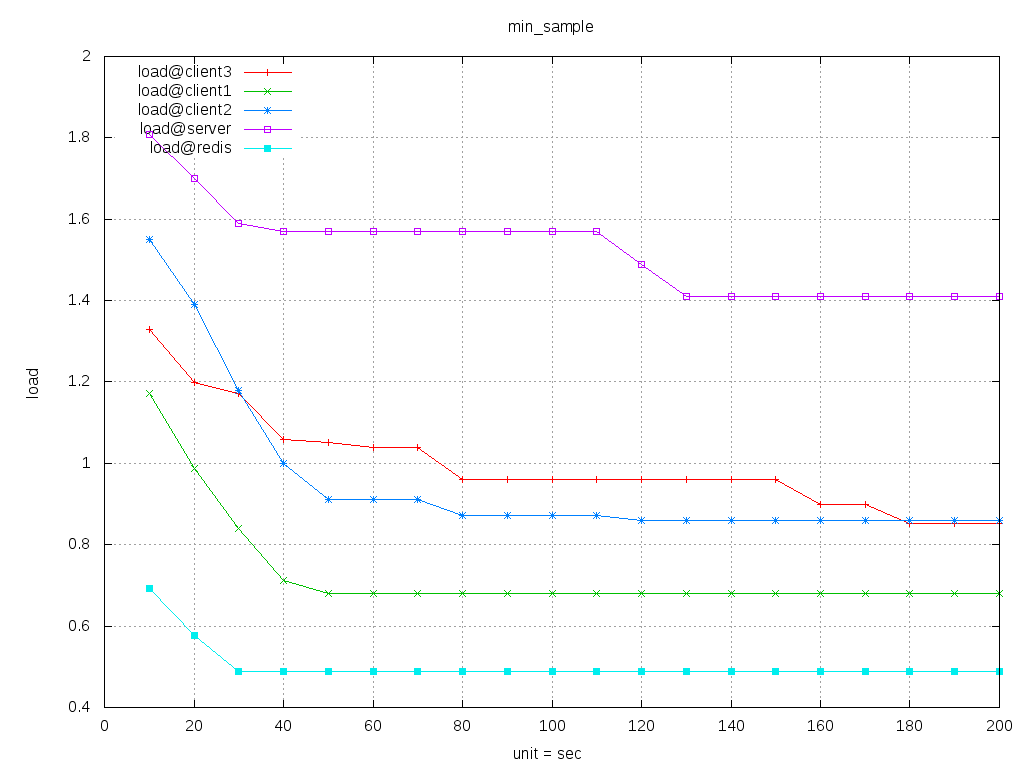 min_sample
load@client3
load@client1
load@client2
load@server
load@redis
2
1.8
1.6
1.4
1.2
1
0.8
0.6
0.4
load
0 20 40 60 80 100 120 140 160 180 200
unit = sec